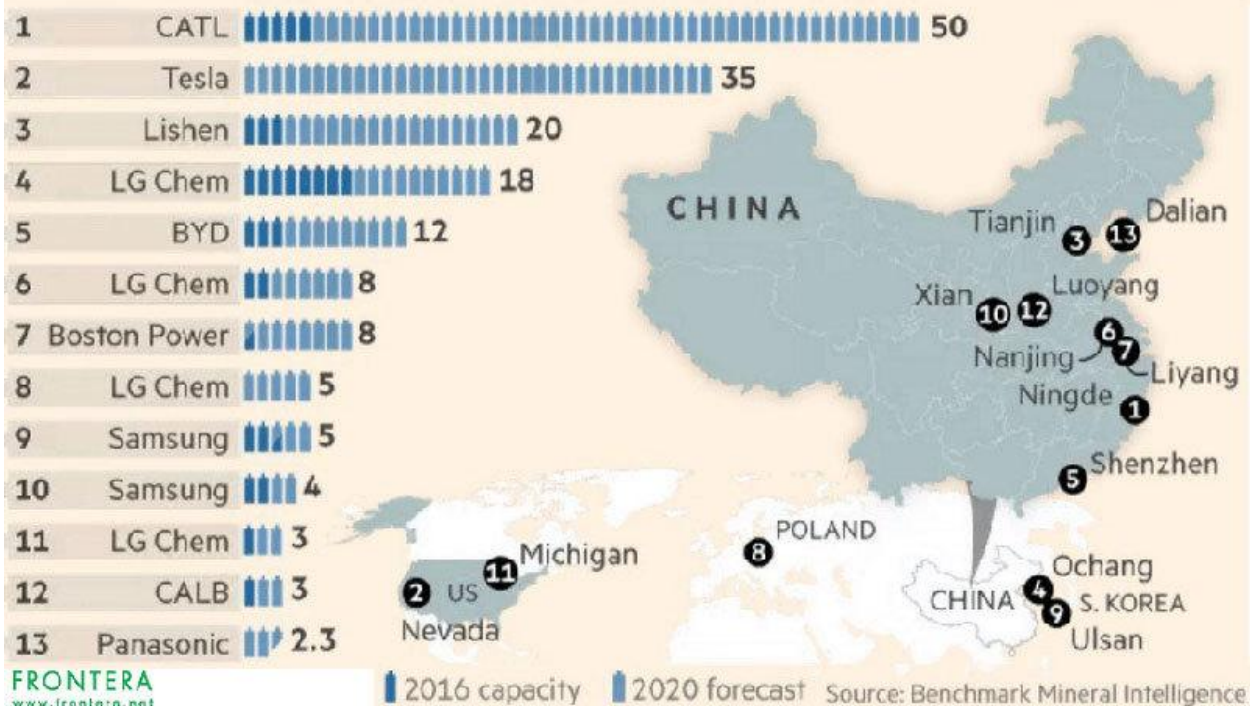 1 CATL 50
2 Tesla 35
3 Lishen 20
4 LG Chem 18
5 BYD 12
6 LG Chem 8
7 Boston Power 8
8 LG Chem 5
9 Samsung 5
10 Samsung 4
11 LG Chem 3
12 CALB 3
13 Panasonic 2.3
CHINA
Tianjin 3
13 Dalian
Xian 10
12 Luoyang
Nanjing 6
7 Liyang
Ningde 1
5 Shenzhen
2 US 11 Michigan
Nevada
8 POLAND
CHINA
4 Ochang
9 S. KOREA
Ulsan
FRONTERA
www.frontera.net
2016 capacity 2020 forecast Source: Benchmark Mineral Intelligence